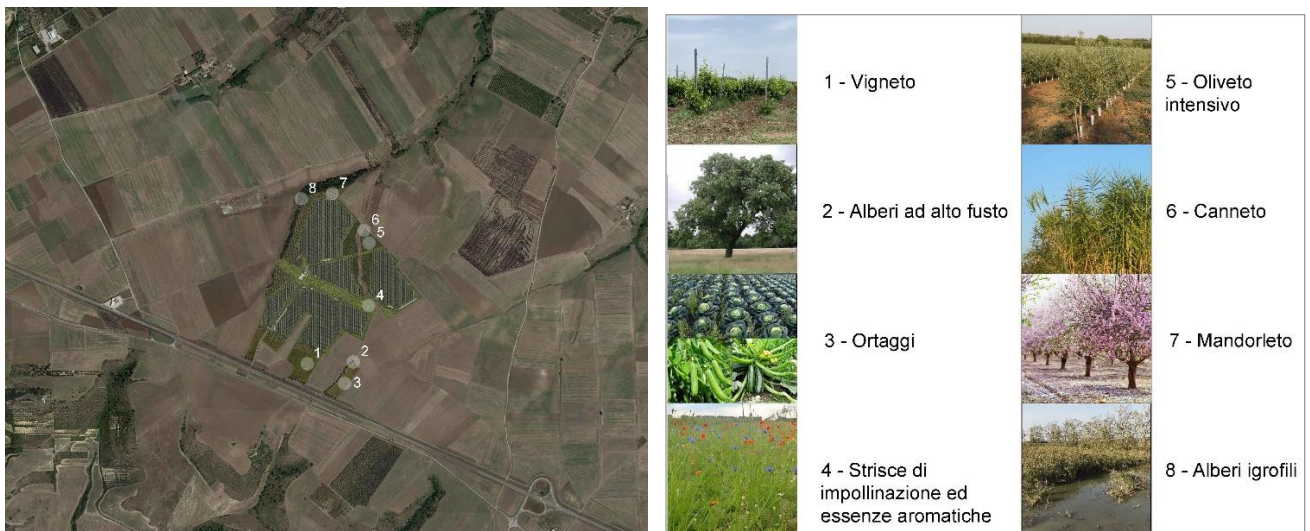 8
7
6
5
4
1
2
3
1 - Vigneto
2 - Alberi ad alto fusto
3 - Ortaggi
4 - Strisce di
impollinazione ed
essenze aromatiche
5 - Oliveto
intensivo
6 - Canneto
7 - Mandorleto
8 - Alberi igrofili